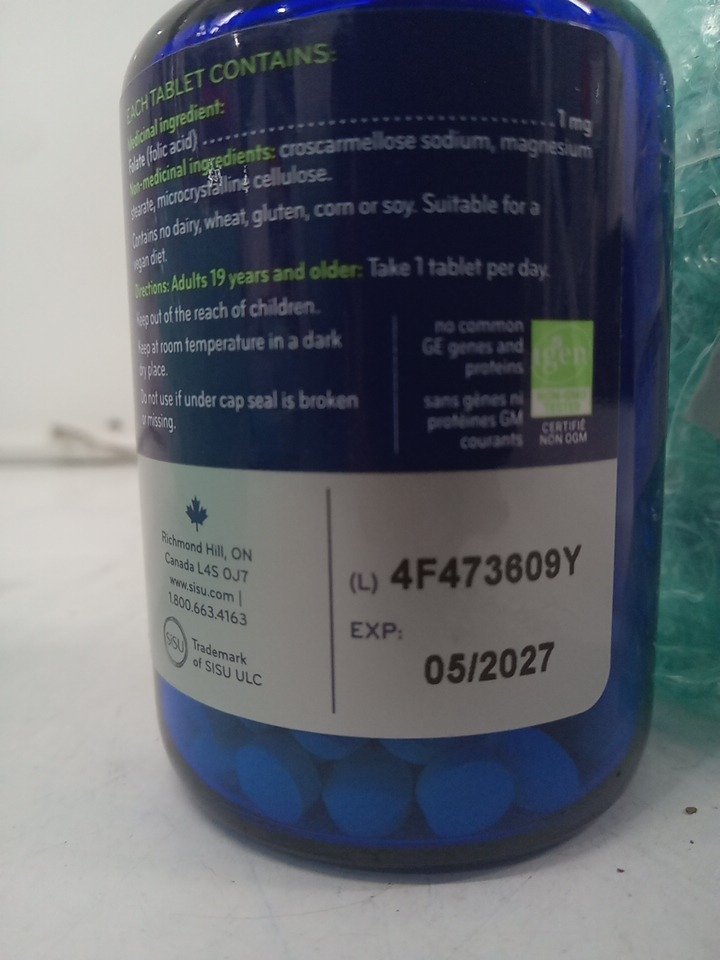 EACH TABLET CONTAINS:
Medicinal ingredient:
Folate (folic acid) ........................................ 1 mg
Non-medicinal ingredients: croscarmellose sodium, magnesium
stearate, microcrystalline cellulose.
Contains no dairy, wheat, gluten, corn or soy. Suitable for a
vegan diet.
Directions: Adults 19 years and older: Take 1 tablet per day.
Keep out of the reach of children.
Keep at room temperature in a dark
dry place.
Do not use if under cap seal is broken
or missing.
no common
GE genes and
proteins
sans gènes ni
protéines GM
courants
igen
CERTIFIÉ
NON OGM
Richmond Hill, ON
Canada L4S 0J7
www.sisu.com |
1.800.663.4163
SiSU
Trademark
of SISU ULC
(L) 4F473609Y
EXP:
05/2027